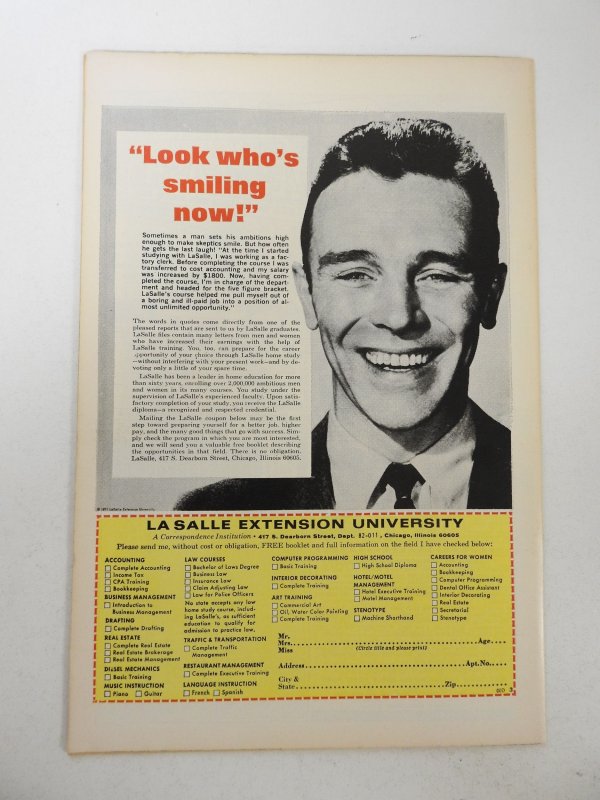 “Look who’s
smiling
now!”
Sometimes a man sets his ambitions high
enough to make skeptics smile. But how often
he gets the last laugh! “At the time I started
studying with LaSalle, I was working as a fac-
tory clerk. Before completing the course I was
transferred to cost accounting and my salary
was increased by $1800. Now, having com-
pleted the course, I’m in charge of the depart-
ment and headed for the five figure bracket.
LaSalle’s course helped me pull myself out of
a boring and ill-paid job into a position of al-
most unlimited opportunity.”
The words in quotes come directly from one of the
pleased reports that are sent to us by LaSalle graduates.
LaSalle files contain many letters from men and women
who have increased their earnings with the help of
LaSalle training. You, too, can prepare for the career
opportunity of your choice through LaSalle home study
—without interfering with your present work—and by de-
voting only a little of your spare time.
LaSalle has been a leader in home education for more
than sixty years, enrolling over 2,000,000 ambitious men
and women in its many courses. You study under the
supervision of LaSalle’s experienced faculty. Upon satis-
factory completion of your study, you receive the LaSalle
diploma—a recognized and respected credential.
Mailing the LaSalle coupon below may be the first
step toward preparing yourself for a better job, higher
pay, and the many good things that go with success. Sim-
ply check the program in which you are most interested,
and we will send you a valuable free booklet describing
the opportunities in that field. There is no obligation.
LaSalle, 417 S. Dearborn Street, Chicago, Illinois 60605.
© 1971 LaSalle Extension University
LA SALLE EXTENSION UNIVERSITY
A Correspondence Institution • 417 S. Dearborn Street, Dept. 82-011, Chicago, Illinois 60605
Please send me, without cost or obligation, FREE booklet and full information on the field I have checked below:
ACCOUNTING
Complete Accounting
Income Tax
CPA Training
Bookkeeping
BUSINESS MANAGEMENT
Introduction to
Business Management
DRAFTING
Complete Drafting
REAL ESTATE
Complete Real Estate
Real Estate Brokerage
Real Estate Management
DIESEL MECHANICS
Basic Training
MUSIC INSTRUCTION
Piano Guitar
LAW COURSES
Bachelor of Laws Degree
Business Law
Insurance Law
Claim Adjusting Law
Law for Police Officers
No state accepts any law
home study course, includ-
ing LaSalle’s, as sufficient
education to qualify for
admission to practice law.
TRAFFIC & TRANSPORTATION
Complete Traffic
Management
RESTAURANT MANAGEMENT
Complete Executive Training
LANGUAGE INSTRUCTION
French Spanish
COMPUTER PROGRAMMING
Basic Training
INTERIOR DECORATING
Complete Training
ART TRAINING
Commercial Art
Oil, Water Color Painting
Complete Training
HIGH SCHOOL
High School Diploma
HOTEL/MOTEL
MANAGEMENT
Hotel Executive Training
Motel Management
STENOTYPE
Machine Shorthand
CAREERS FOR WOMEN
Accounting
Bookkeeping
Computer Programming
Dental Office Assistant
Interior Decorating
Real Estate
Secretarial
Stenotype
Mr.
Mrs. Age
Miss (Circle title and please print)
Address Apt. No.
City &
State Zip